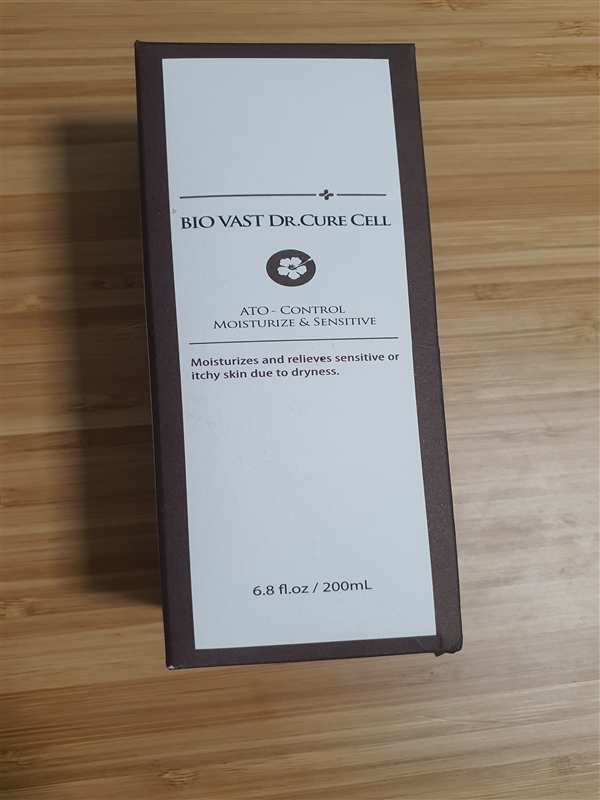 BIO VAST DR.CURE CELL
ATO - CONTROL
MOISTURIZE & SENSITIVE
Moisturizes and relieves sensitive or
itchy skin due to dryness.
6.8 fl.oz / 200mL